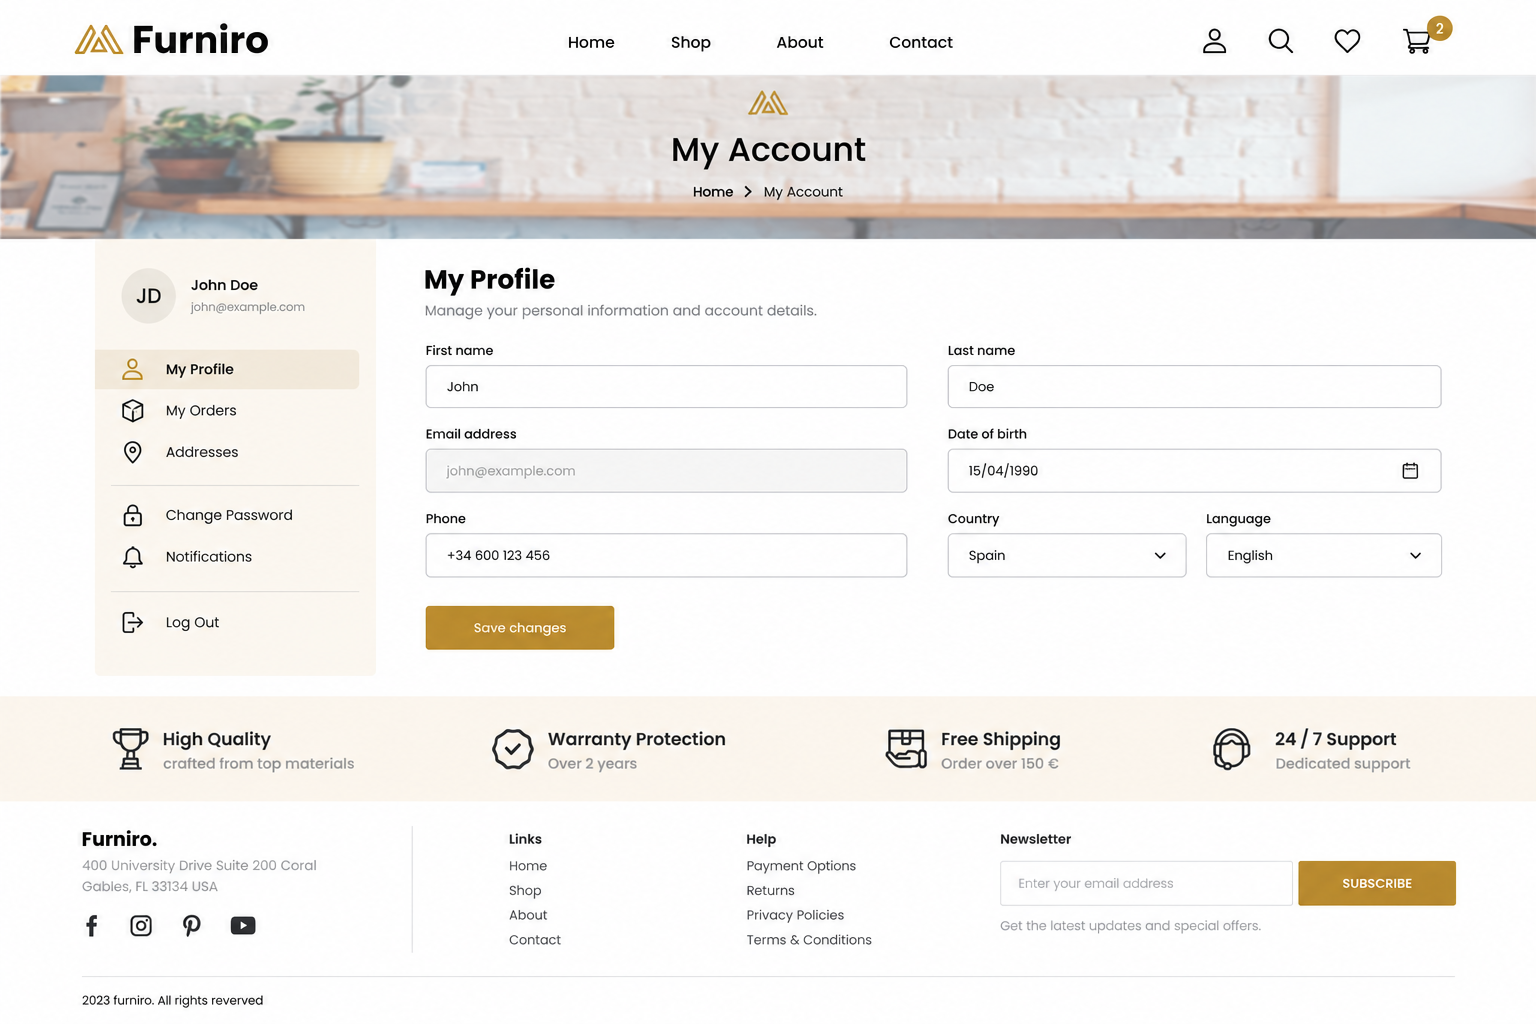 Furniro
Home
Shop
About
Contact
2
My Account
Home
My Account
JD
John Doe
john@example.com
My Profile
My Orders
Addresses
Change Password
Notifications
Log Out
My Profile
Manage your personal information and account details.
First name
John
Last name
Doe
Email address
john@example.com
Date of birth
15/04/1990
Phone
+34 600 123 456
Country
Spain
Language
English
Save changes
High Quality
crafted from top materials
Warranty Protection
Over 2 years
Free Shipping
Order over 150 €
24 / 7 Support
Dedicated support
Furniro.
400 University Drive Suite 200 Coral
Gables, FL 33134 USA
Links
Home
Shop
About
Contact
Help
Payment Options
Returns
Privacy Policies
Terms & Conditions
Newsletter
Enter your email address
SUBSCRIBE
Get the latest updates and special offers.
2023 furniro. All rights reverved